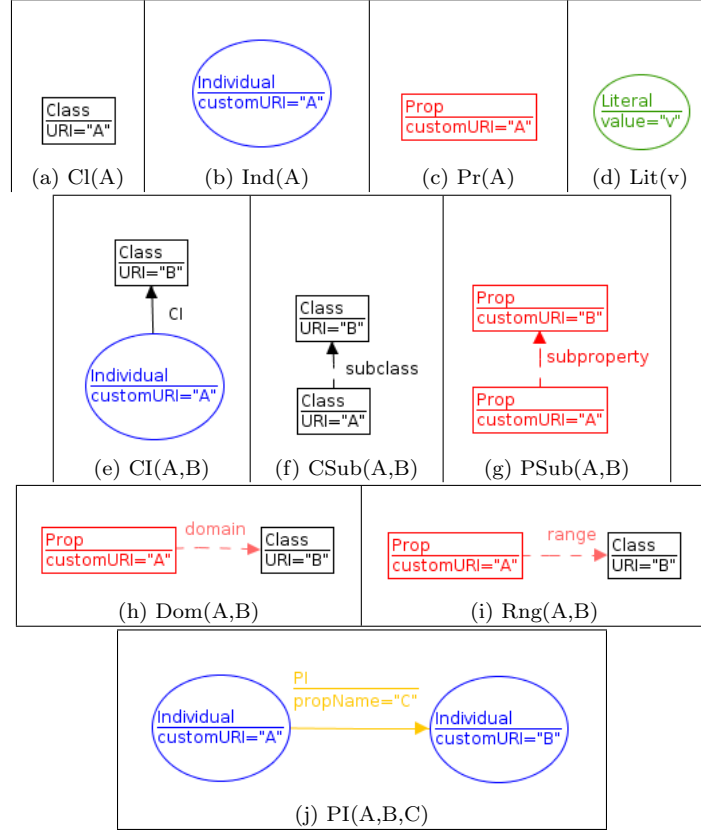 Class
URI="A"
(a) Cl(A)
Individual
customURI="A"
(b) Ind(A)
Prop
customURI="A"
(c) Pr(A)
Literal
value="v"
(d) Lit(v)
Class
URI="B"
CI
Individual
customURI="A"
(e) CI(A,B)
Class
URI="B"
subclass
Class
URI="A"
(f) CSub(A,B)
Prop
customURI="B"
subproperty
Prop
customURI="A"
(g) PSub(A,B)
Prop
customURI="A"
domain
Class
URI="B"
(h) Dom(A,B)
Prop
customURI="A"
range
Class
URI="B"
(i) Rng(A,B)
Individual
customURI="A"
PI
propName="C"
Individual
customURI="B"
(j) PI(A,B,C)